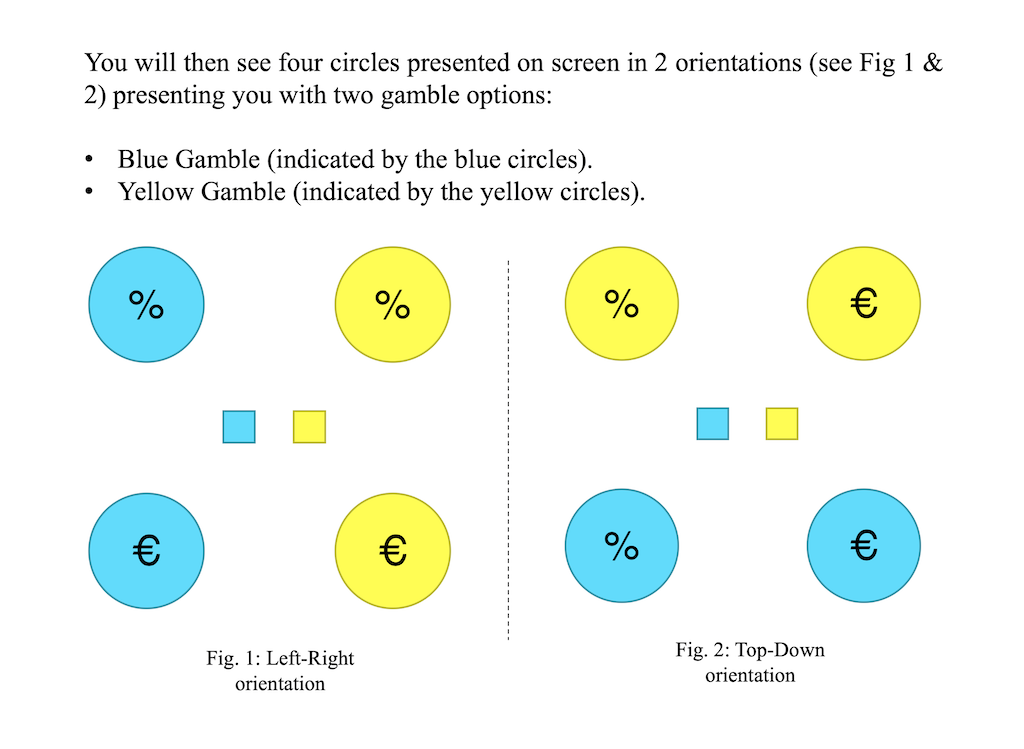 You will then see four circles presented on screen in 2 orientations (see Fig 1 &
2) presenting you with two gamble options:
• Blue Gamble (indicated by the blue circles).
• Yellow Gamble (indicated by the yellow circles).
% %
€ €
Fig. 1: Left-Right
orientation
% €
% €
Fig. 2: Top-Down
orientation